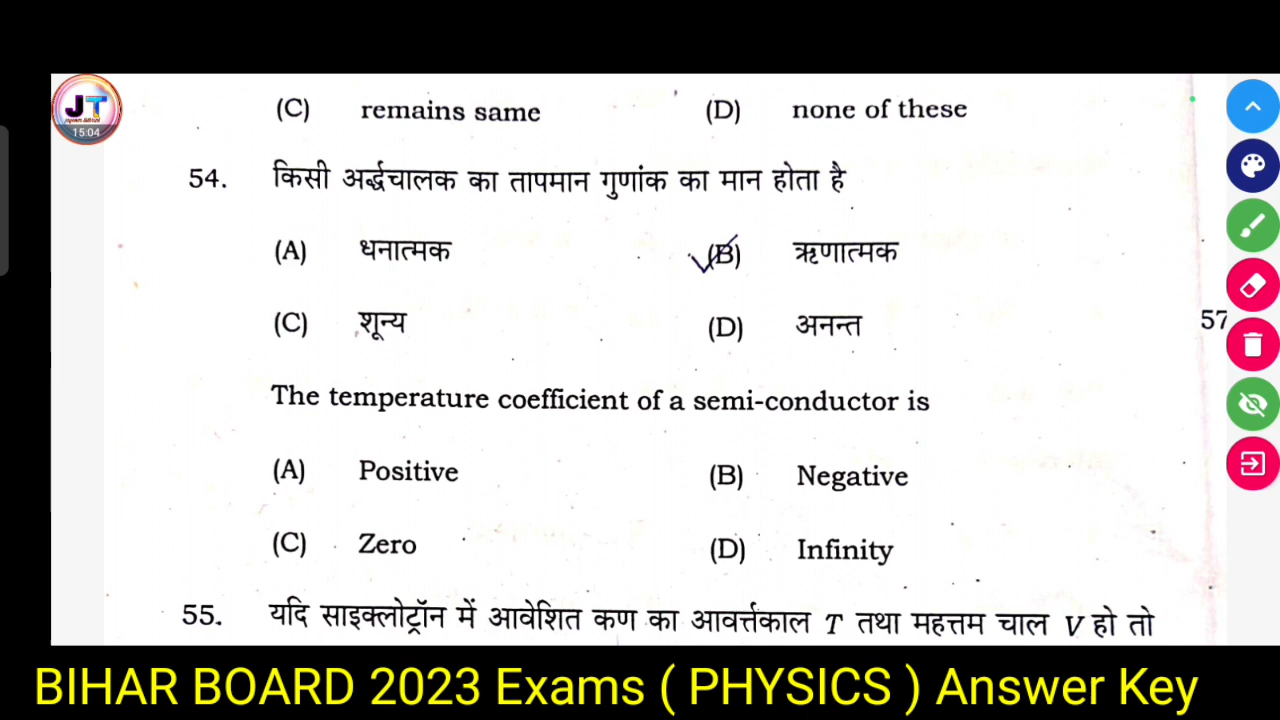 JT
15:04
(C) remains same (D) none of these
54. किसी अर्द्धचालक का तापमान गुणांक का मान होता है
(A) धनात्मक (B) ऋणात्मक
(C) शून्य (D) अनन्त
57
The temperature coefficient of a semi-conductor is
(A) Positive (B) Negative
(C) Zero (D) Infinity
55. यदि साइक्लोट्रॉन में आवेशित कण का आवर्त्तकाल T तथा महत्तम चाल V हो तो
BIHAR BOARD 2023 Exams ( PHYSICS ) Answer Key